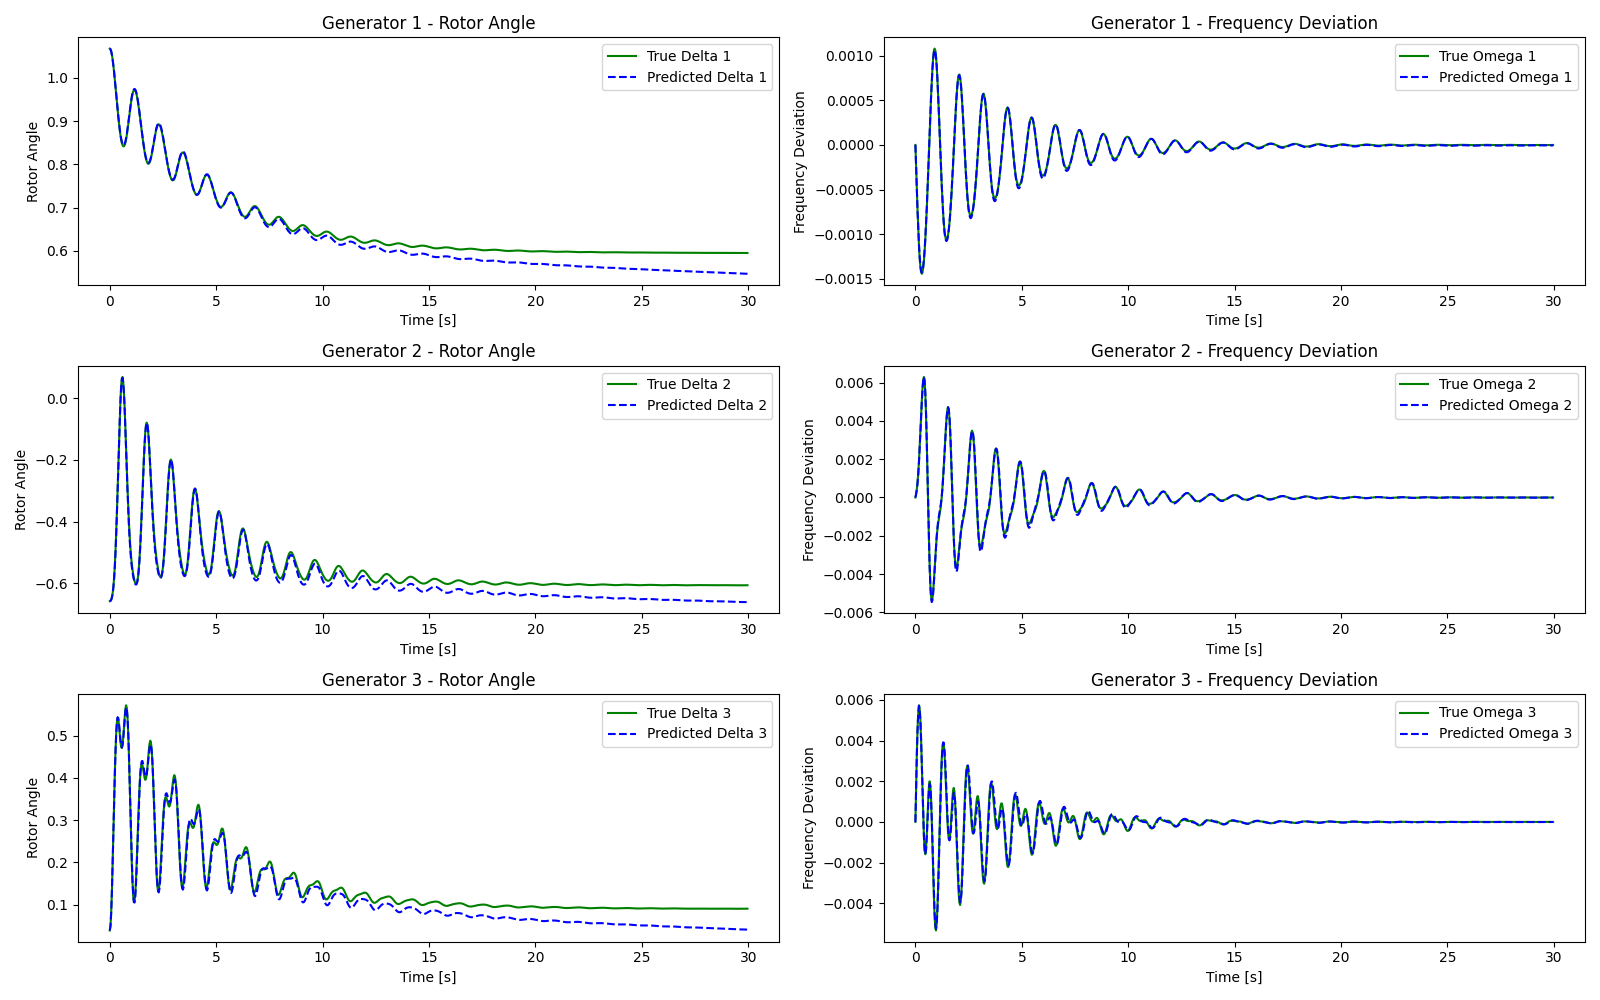 Generator 1 - Rotor Angle
True Delta 1
Predicted Delta 1
Rotor Angle
1.0
0.9
0.8
0.7
0.6
0 5 10 15 20 25 30
Time [s]
Generator 1 - Frequency Deviation
True Omega 1
Predicted Omega 1
Frequency Deviation
0.0010
0.0005
0.0000
−0.0005
−0.0010
−0.0015
0 5 10 15 20 25 30
Time [s]
Generator 2 - Rotor Angle
True Delta 2
Predicted Delta 2
Rotor Angle
0.0
−0.2
−0.4
−0.6
0 5 10 15 20 25 30
Time [s]
Generator 2 - Frequency Deviation
True Omega 2
Predicted Omega 2
Frequency Deviation
0.006
0.004
0.002
0.000
−0.002
−0.004
−0.006
0 5 10 15 20 25 30
Time [s]
Generator 3 - Rotor Angle
True Delta 3
Predicted Delta 3
Rotor Angle
0.5
0.4
0.3
0.2
0.1
0 5 10 15 20 25 30
Time [s]
Generator 3 - Frequency Deviation
True Omega 3
Predicted Omega 3
Frequency Deviation
0.006
0.004
0.002
0.000
−0.002
−0.004
0 5 10 15 20 25 30
Time [s]